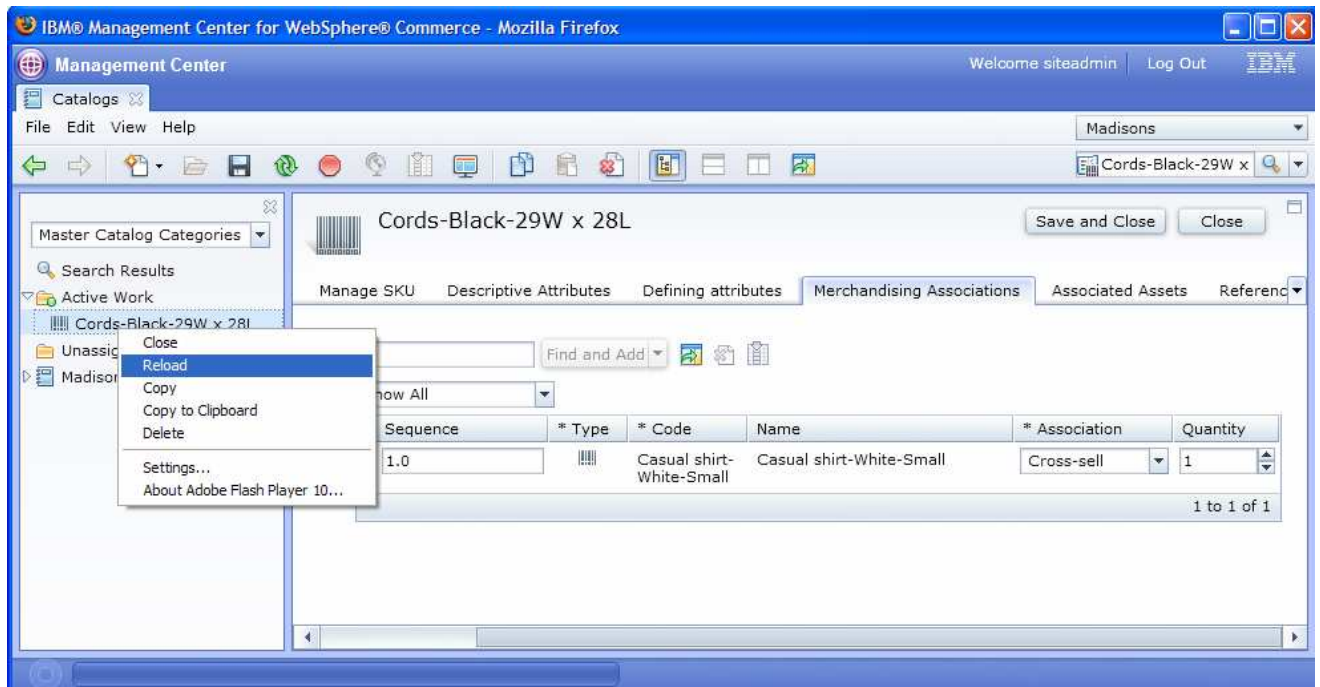 IBM® Management Center for WebSphere® Commerce - Mozilla Firefox
Management Center
Welcome siteadmin Log Out IBM
Catalogs
File Edit View Help
Madisons
Cords-Black-29W x
Master Catalog Categories
Search Results
Active Work
Cords-Black-29W x 28L
Unassig
Madison
Close
Reload
Copy
Copy to Clipboard
Delete
Settings...
About Adobe Flash Player 10...
Cords-Black-29W x 28L
Save and Close Close
Manage SKU Descriptive Attributes Defining attributes Merchandising Associations Associated Assets Referenc
Find and Add
now All
Sequence * Type * Code Name * Association Quantity
1.0 Casual shirt-White-Small Casual shirt-White-Small Cross-sell 1
1 to 1 of 1